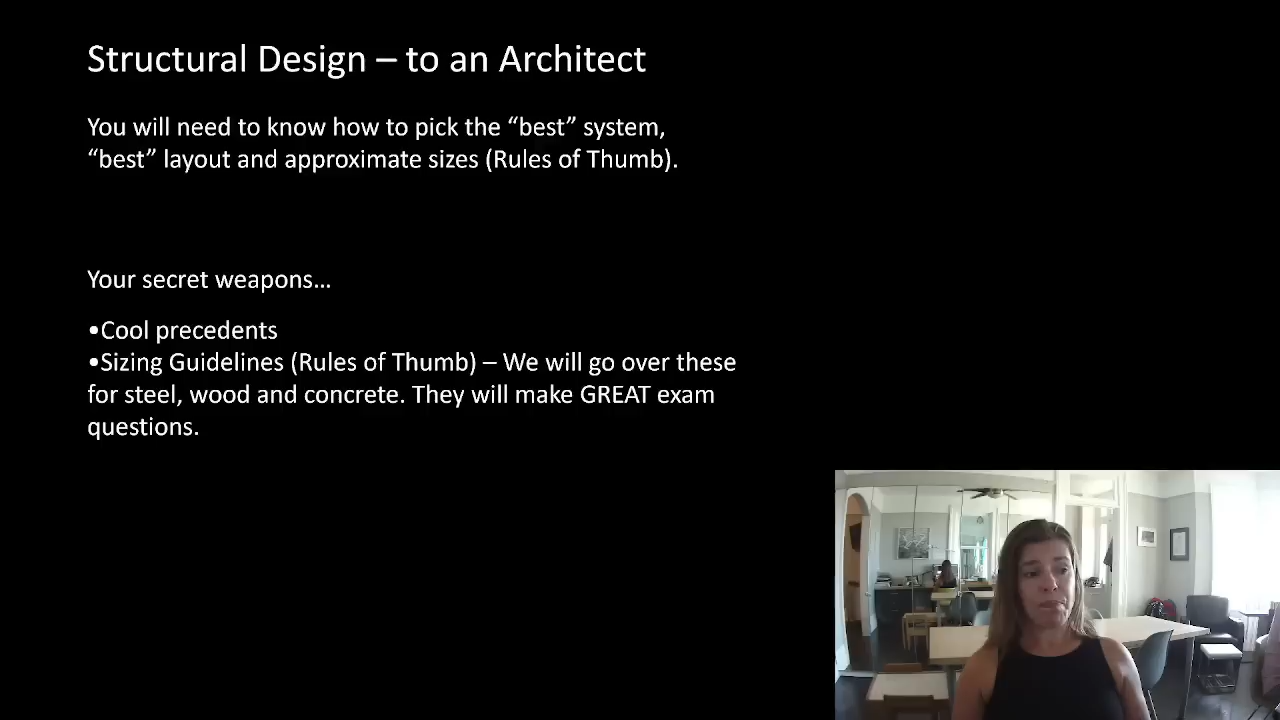 Structural Design – to an Architect
You will need to know how to pick the “best” system,
“best” layout and approximate sizes (Rules of Thumb).
Your secret weapons…
•Cool precedents
•Sizing Guidelines (Rules of Thumb) – We will go over these
for steel, wood and concrete. They will make GREAT exam
questions.